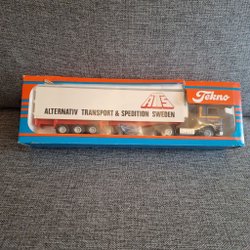 ATS
Tekno
ALTERNATIV TRANSPORT & SPEDITION SWEDEN